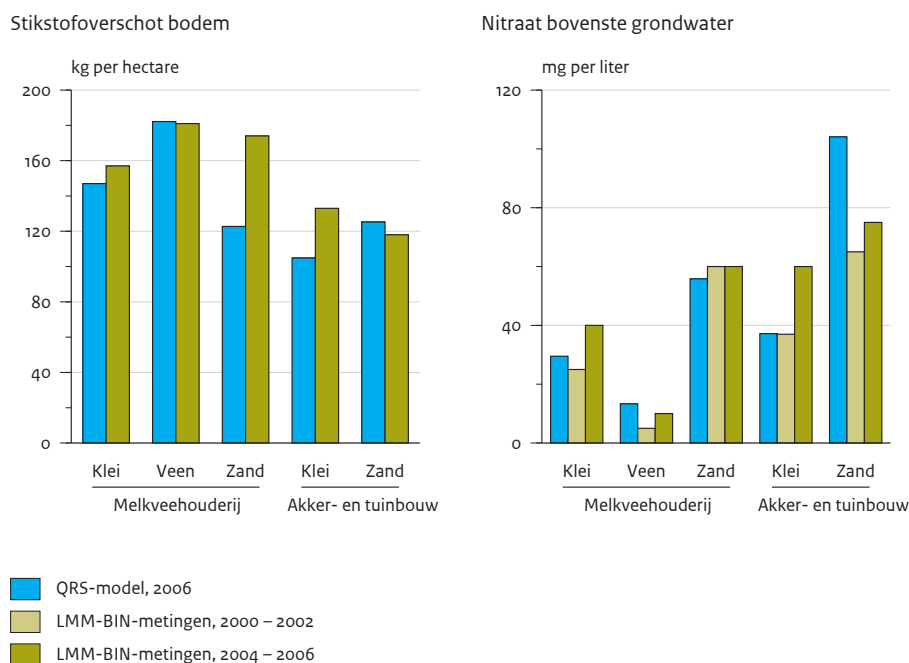 Stikstofoverschot bodem
kg per hectare
200
160
120
80
40
0
Klei Veen Zand Klei Zand
Melkveehouderij Akker- en tuinbouw
Nitraat bovenste grondwater
mg per liter
120
80
40
0
Klei Veen Zand Klei Zand
Melkveehouderij Akker- en tuinbouw
QRS-model, 2006
LMM-BIN-metingen, 2000 – 2002
LMM-BIN-metingen, 2004 – 2006